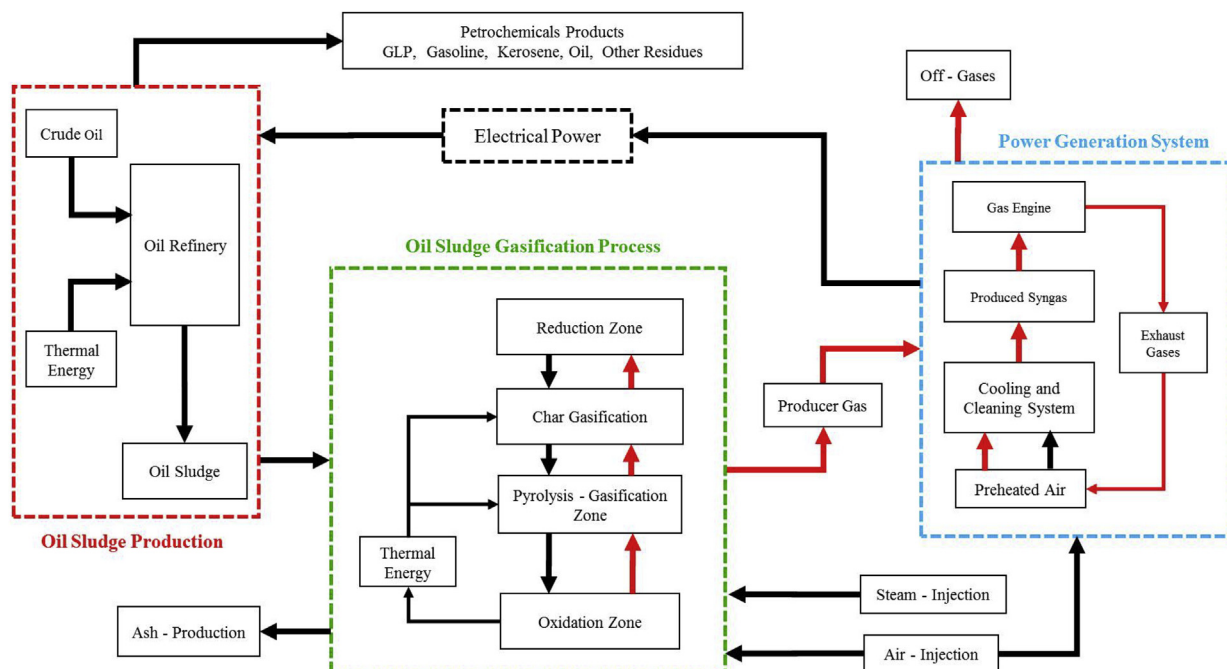 Petrochemicals Products
GLP, Gasoline, Kerosene, Oil, Other Residues
Off - Gases
Crude Oil
Electrical Power
Power Generation System
Oil Refinery
Gas Engine
Oil Sludge Gasification Process
Produced Syngas
Reduction Zone
Exhaust
Gases
Thermal
Energy
Cooling and
Cleaning System
Char Gasification
Producer Gas
Oil Sludge
Pyrolysis - Gasification
Zone
Preheated Air
Oil Sludge Production
Thermal
Energy
Steam - Injection
Ash - Production
Oxidation Zone
Air - Injection